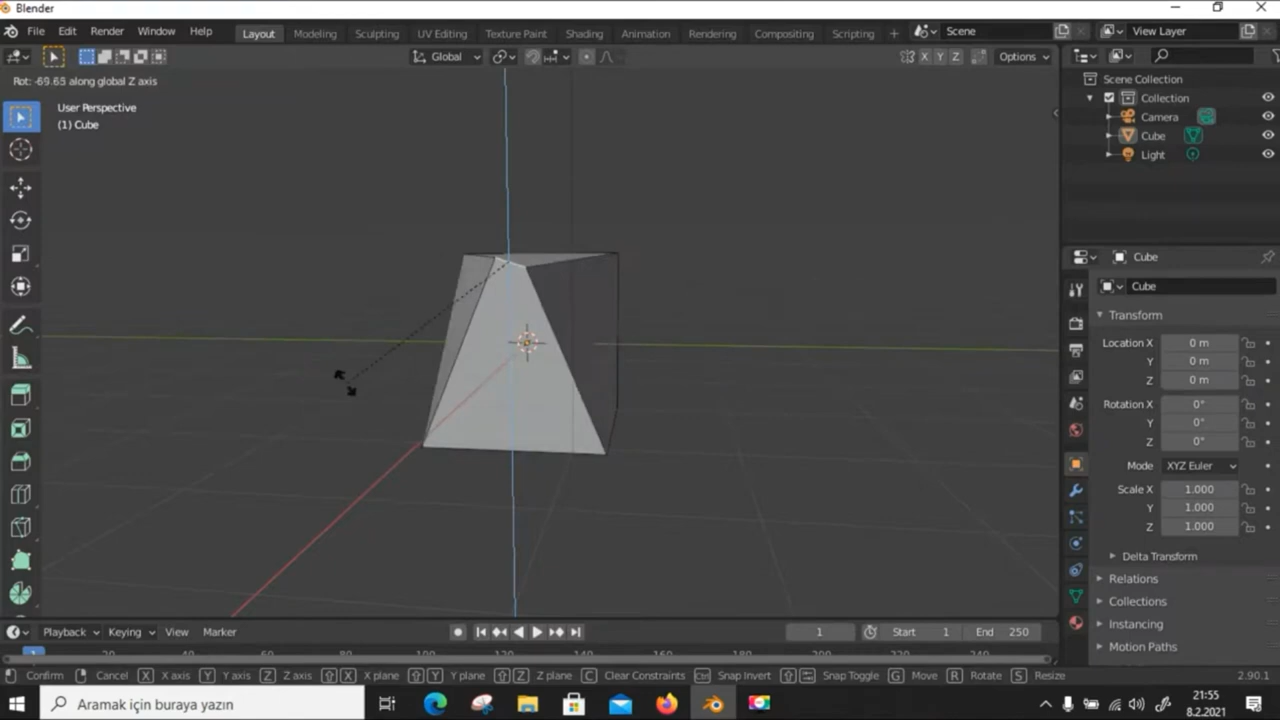 Blender
File Edit Render Window Help
Layout Modeling Sculpting UV Editing Texture Paint Shading Animation Rendering Compositing Scripting +
Scene
View Layer
Global
X Y Z
Options
Rot: -69.65 along global Z axis
User Perspective
(1) Cube
Scene Collection
Collection
Camera
Cube
Light
Cube
Cube
Transform
Location X 0 m
Y 0 m
Z 0 m
Rotation X 0°
Y 0°
Z 0°
Mode XYZ Euler
Scale X 1.000
Y 1.000
Z 1.000
Delta Transform
Relations
Collections
Instancing
Motion Paths
Playback Keying View Marker
1
Start 1 End 250
Confirm Cancel X X axis Y Y axis Z Z axis X X plane Y Y plane Z Z plane C Clear Constraints Ctrl Snap Invert Snap Toggle G Move R Rotate S Resize
2.90.1
Aramak için buraya yazın
21:55
8.2.2021